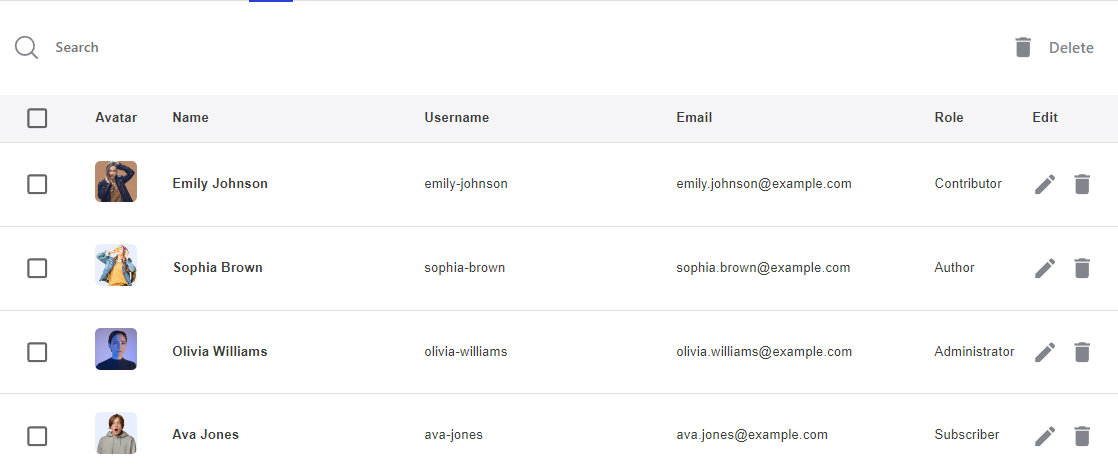 Search Delete
Avatar Name Username Email Role Edit
Emily Johnson emily-johnson emily.johnson@example.com Contributor
Sophia Brown sophia-brown sophia.brown@example.com Author
Olivia Williams olivia-williams olivia.williams@example.com Administrator
Ava Jones ava-jones ava.jones@example.com Subscriber